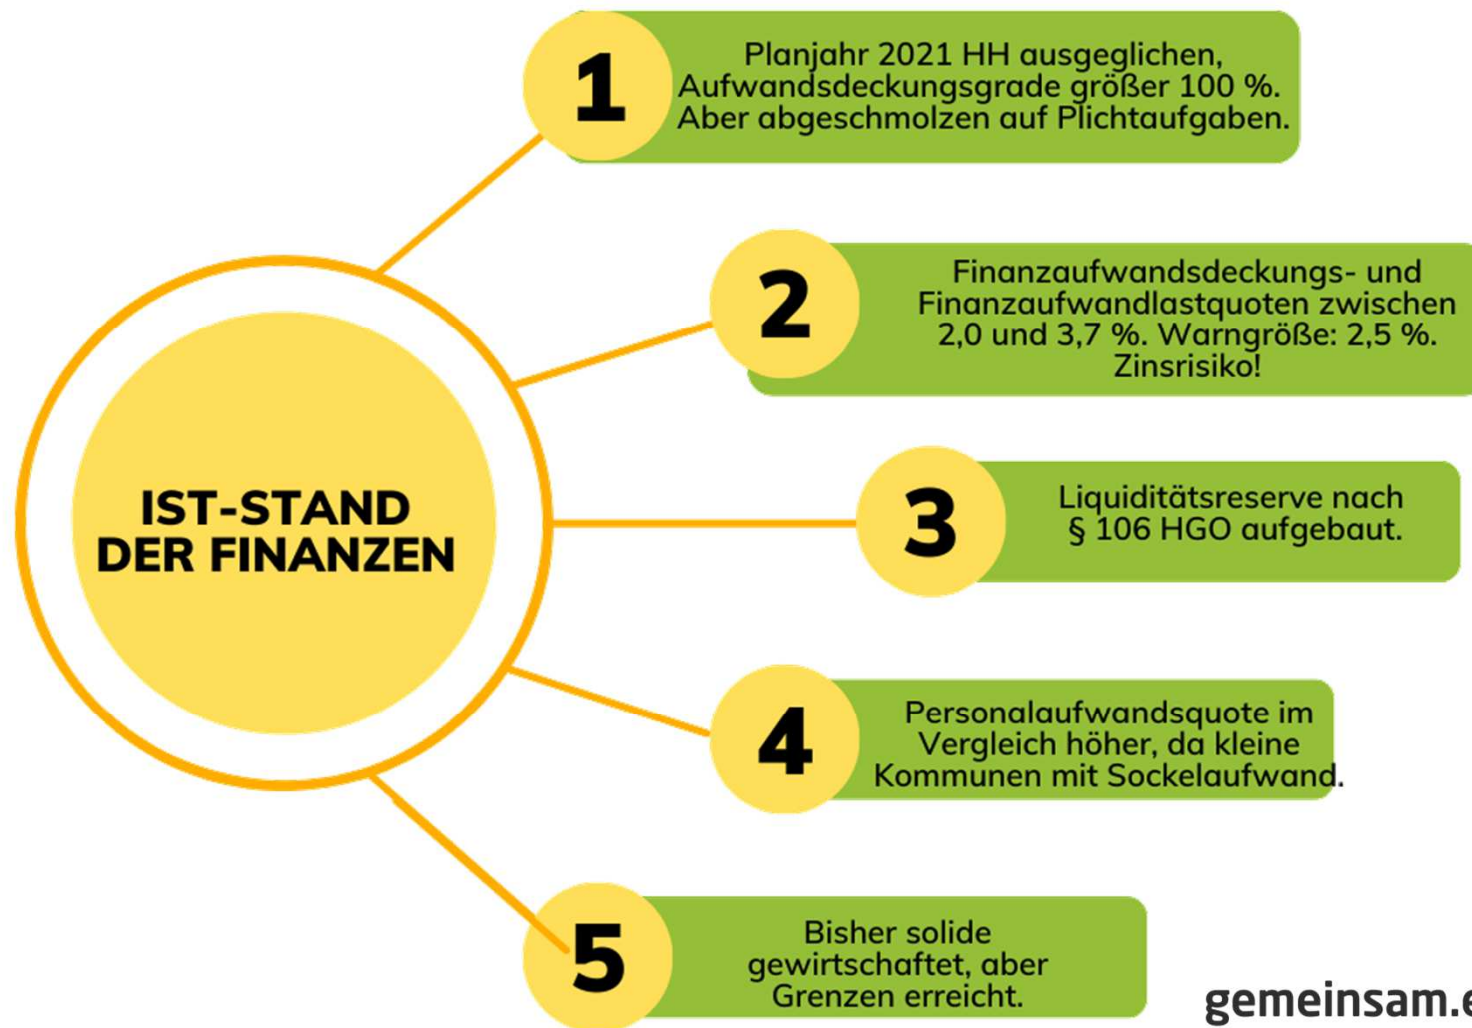 1
Planjahr 2021 HH ausgeglichen,
Aufwandsdeckungsgrade größer 100 %.
Aber abgeschmolzen auf Plichtaufgaben.
2
Finanzaufwandsdeckungs- und
Finanzaufwandlastquoten zwischen
2,0 und 3,7 %. Warngröße: 2,5 %.
Zinsrisiko!
IST-STAND
DER FINANZEN
3
Liquiditätsreserve nach
§ 106 HGO aufgebaut.
4
Personalaufwandsquote im
Vergleich höher, da kleine
Kommunen mit Sockelaufwand.
5
Bisher solide
gewirtschaftet, aber
Grenzen erreicht.
gemeinsam.e